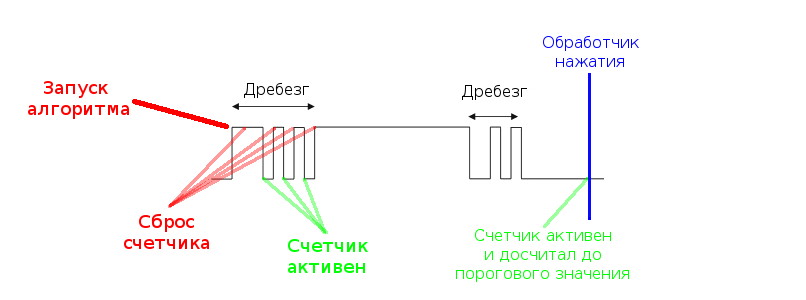 Обработчик
нажатия
Запуск
алгоритма
Дребезг
Дребезг
Сброс
счетчика
Счетчик
активен
Счетчик активен
и досчитал до
порогового значения